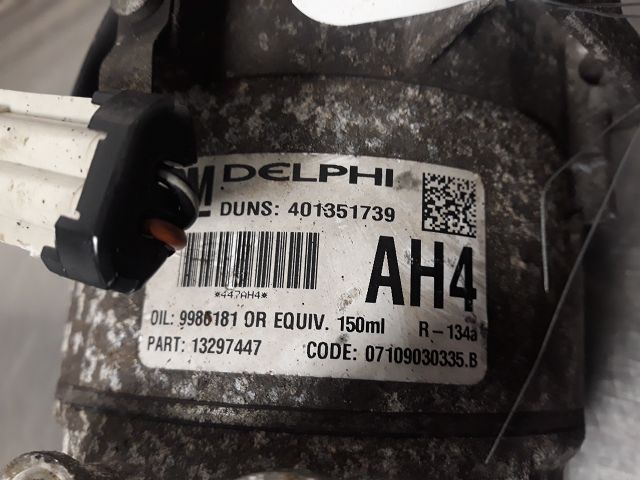 M DELPHI
DUNS: 401351739
AH4
*447AH4*
OIL: 9986181 OR EQUIV. 150ml R-134a
PART: 13297447 CODE: 07109030335.B